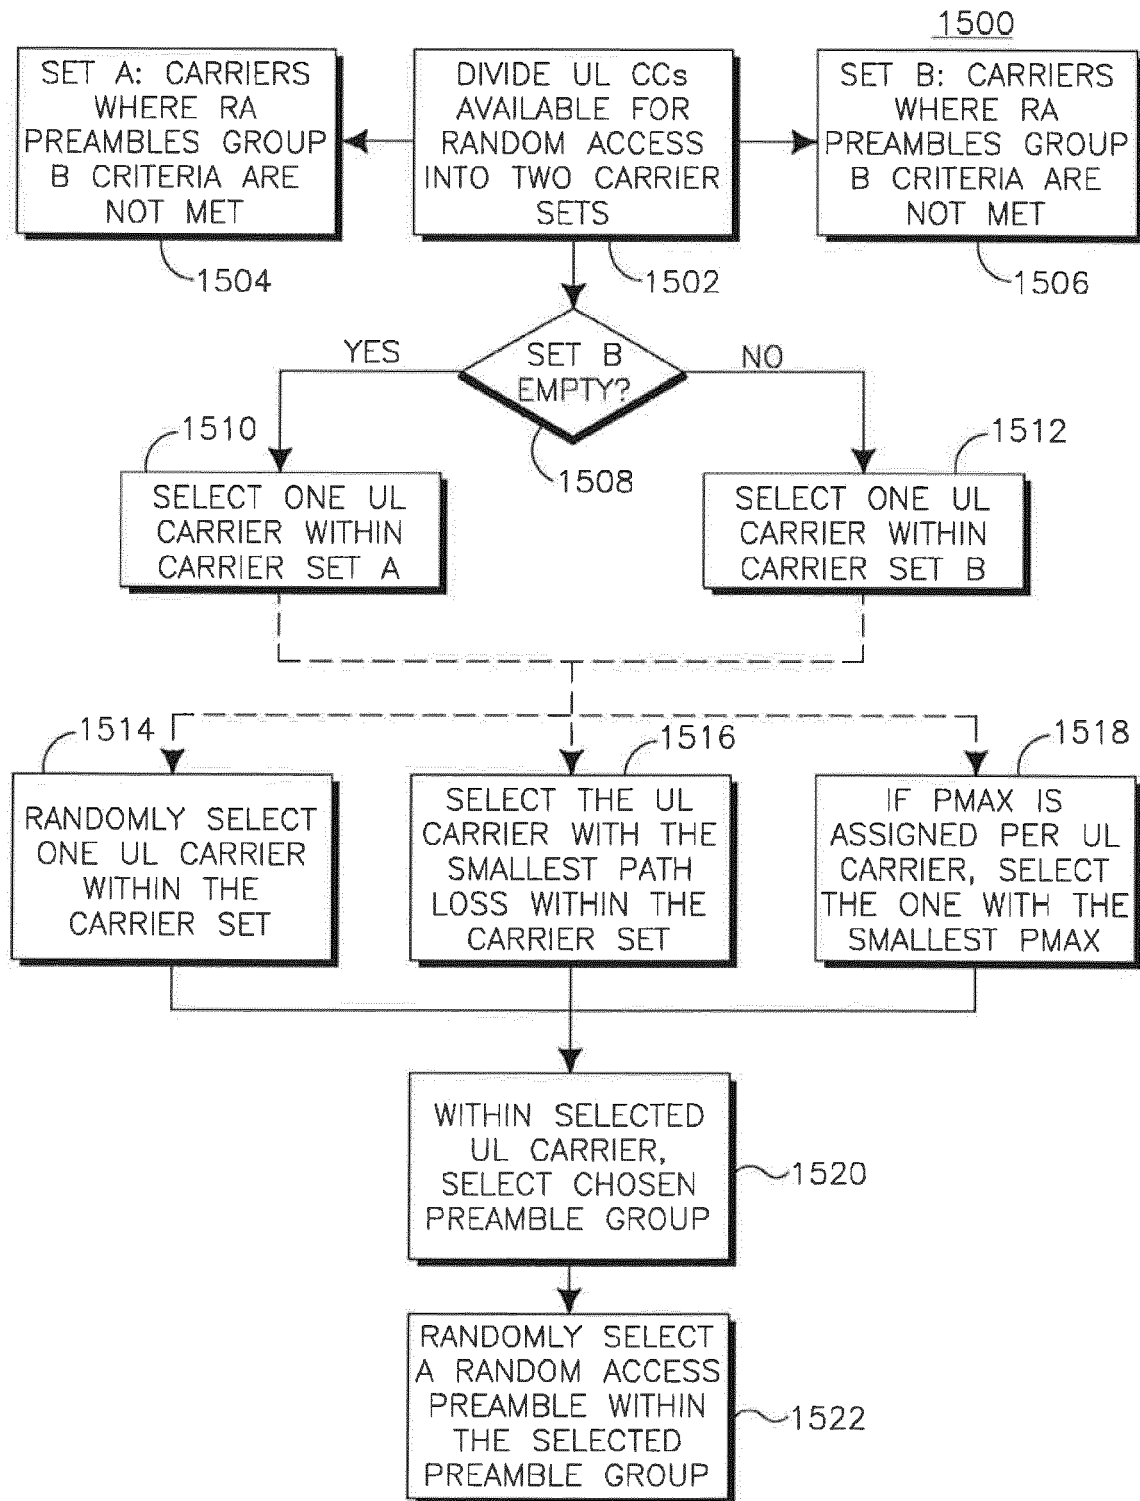 1500
SET A: CARRIERS
WHERE RA
PREAMBLES GROUP
B CRITERIA ARE
NOT MET
1504
DIVIDE UL CCs
AVAILABLE FOR
RANDOM ACCESS
INTO TWO CARRIER
SETS
1502
SET B: CARRIERS
WHERE RA
PREAMBLES GROUP
B CRITERIA ARE
NOT MET
1506
SET B
EMPTY?
1508
YES
NO
1510
SELECT ONE UL
CARRIER WITHIN
CARRIER SET A
1512
SELECT ONE UL
CARRIER WITHIN
CARRIER SET B
1514
RANDOMLY SELECT
ONE UL CARRIER
WITHIN THE
CARRIER SET
1516
SELECT THE UL
CARRIER WITH THE
SMALLEST PATH
LOSS WITHIN THE
CARRIER SET
1518
IF PMAX IS
ASSIGNED PER UL
CARRIER, SELECT
THE ONE WITH THE
SMALLEST PMAX
WITHIN SELECTED
UL CARRIER,
SELECT CHOSEN
PREAMBLE GROUP
1520
RANDOMLY SELECT
A RANDOM ACCESS
PREAMBLE WITHIN
THE SELECTED
PREAMBLE GROUP
1522